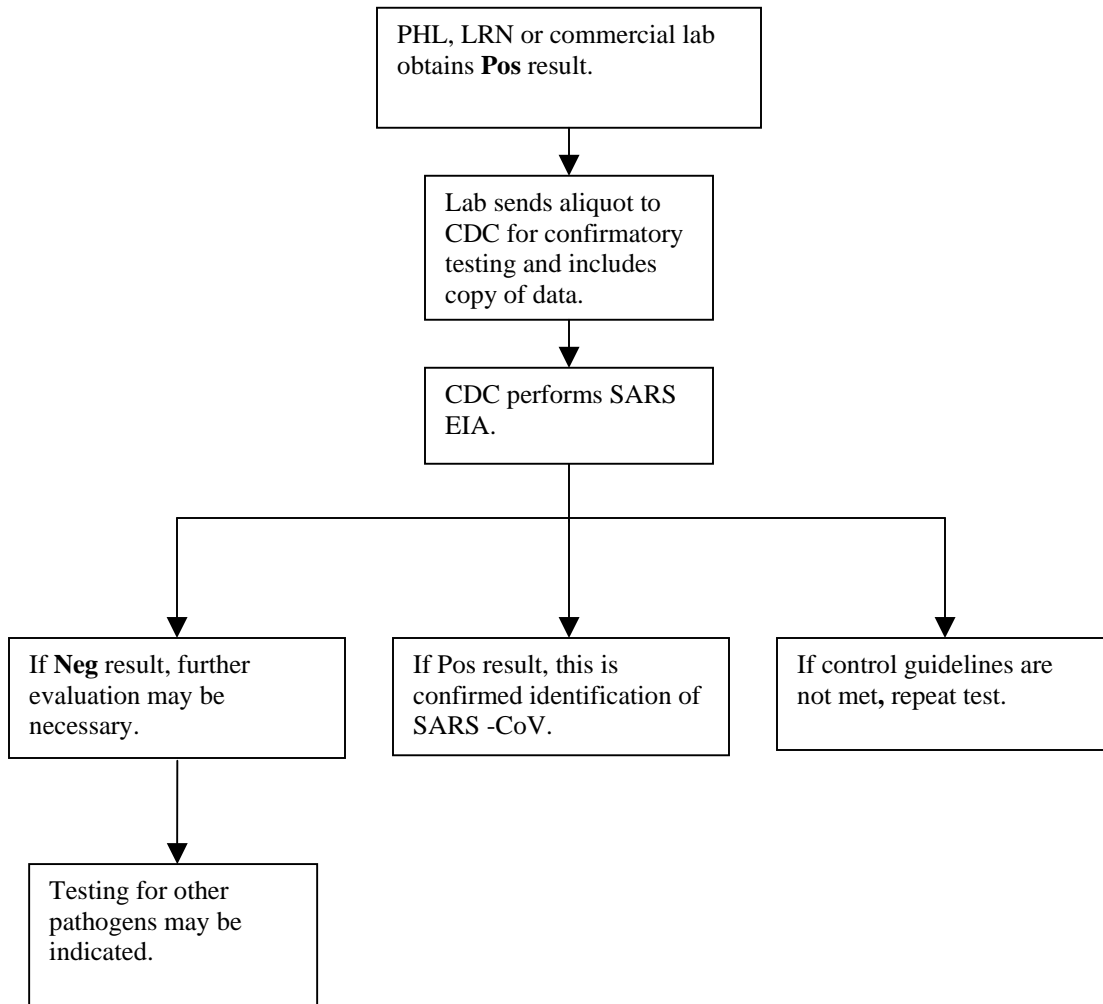 PHL, LRN or commercial lab
obtains Pos result.
Lab sends aliquot to
CDC for confirmatory
testing and includes
copy of data.
CDC performs SARS
EIA.
If Neg result, further
evaluation may be
necessary.
If Pos result, this is
confirmed identification of
SARS -CoV.
If control guidelines are
not met, repeat test.
Testing for other
pathogens may be
indicated.